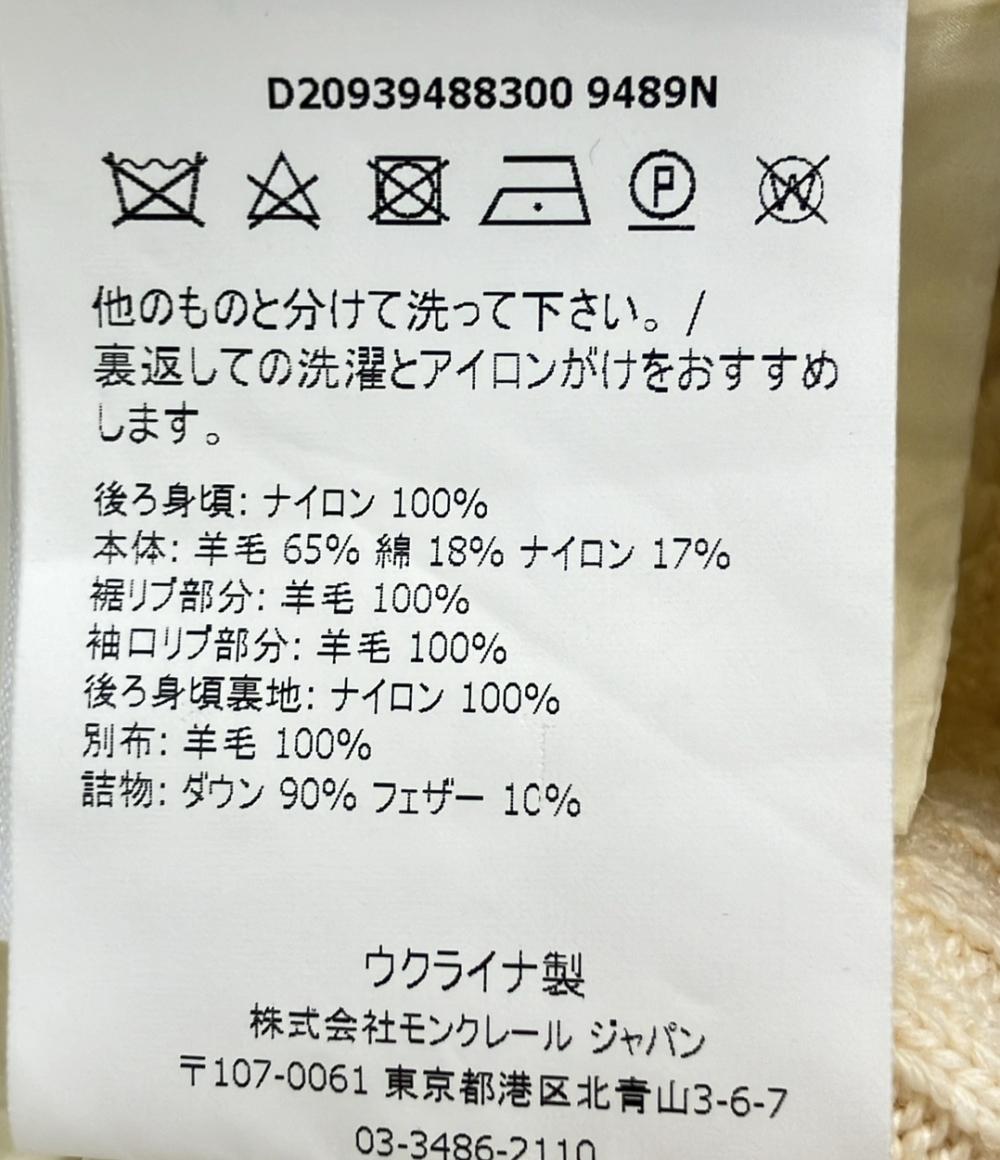 D20939488300 9489N
他のものと分けて洗って下さい。/
裏返しての洗濯とアイロンがけをおすすめ
します。
後ろ身頃: ナイロン 100%
本体: 羊毛 65% 綿 18% ナイロン 17%
裾リブ部分: 羊毛 100%
袖口リブ部分: 羊毛 100%
後ろ身頃裏地: ナイロン 100%
別布: 羊毛 100%
詰物: ダウン 90% フェザー 10%
ウクライナ製
株式会社モンクレール ジャパン
〒107-0061 東京都港区北青山3-6-7
03-3486-2110